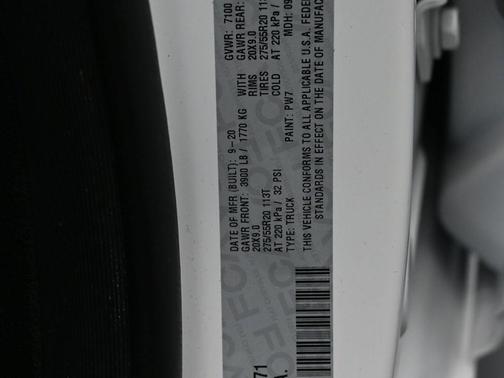 DATE OF MFR (BUILT): 9-20 GVWR: 7100
GAWR FRONT: 3900 LB / 1770 KG WITH GAWR REAR:
20X9.0 RIMS 20X9.0
275/55R20 113T TIRES 275/55R20 11
AT 220 kPa / 32 PSI COLD AT 220 kPa /
TYPE: TRUCK MDH: 09
PAINT: PW7
THIS VEHICLE CONFORMS TO ALL APPLICABLE U.S.A. FEDE
STANDARDS IN EFFECT ON THE DATE OF MANUFAC
71
A.